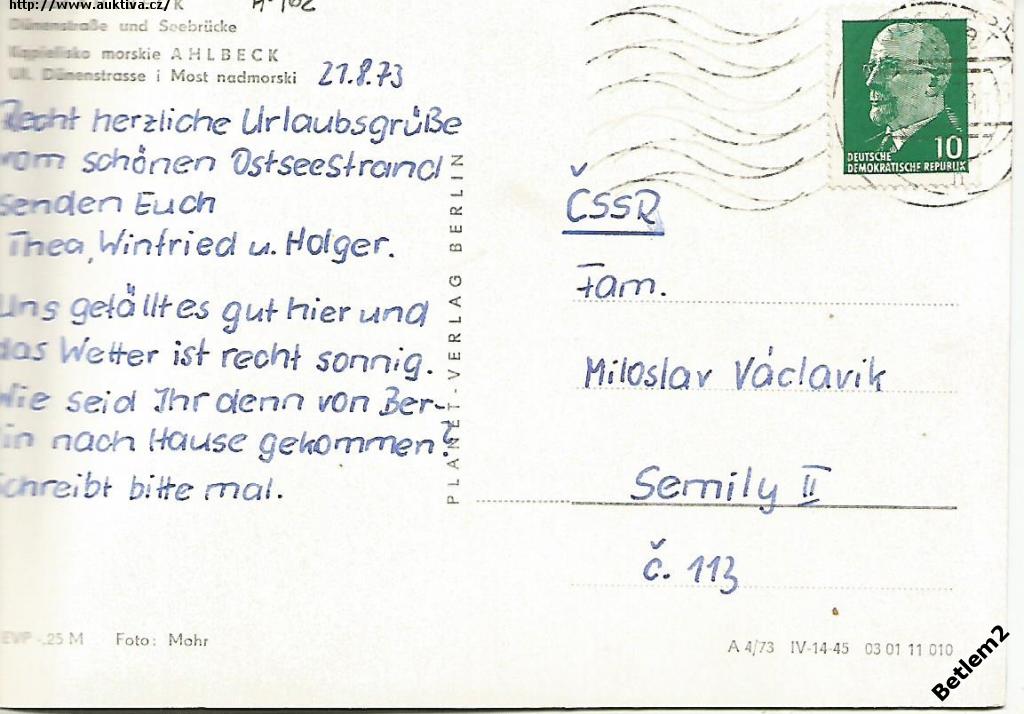 http://www.auktiva.cz/ K
Dünenstraße und Seebrücke
Kąpielisko morskie AHLBECK
Ul. Dünenstrasse i Most nadmorski
21.8.73
Recht herzliche Urlaubsgrüße
vom schönen Ostseestrand
senden Euch
Thea, Winfried u. Holger.
Uns gefällt es gut hier und
das Wetter ist recht sonnig.
Wie seid Ihr denn von Ber-
lin nach Hause gekommen?
Schreibt bitte mal.
EVP -,25 M Foto: Mohr
PLANET-VERLAG BERLIN
10
DEUTSCHE
DEMOKRATISCHE REPUBLIK
ČSSR
Fam.
Miloslav Václavik
Semily II
č. 113
A 4/73 IV-14-45 03 01 11 010
Betlem2